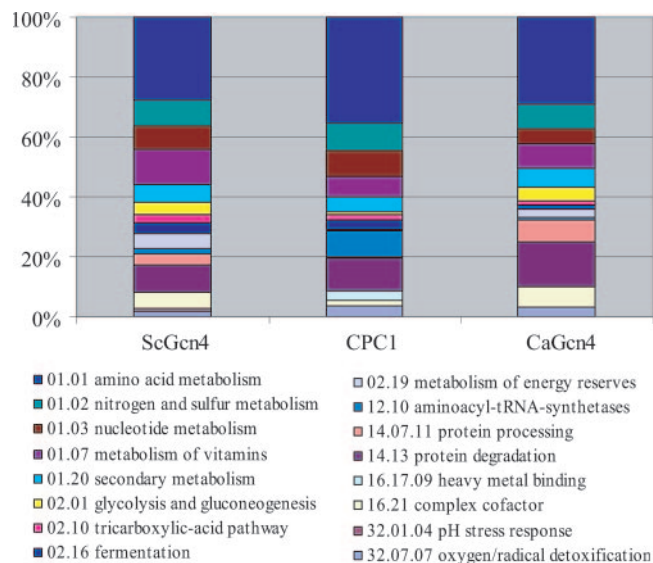 100%
80%
60%
40%
20%
0%
ScGcn4
CPC1
CaGcn4
01.01 amino acid metabolism
01.02 nitrogen and sulfur metabolism
01.03 nucleotide metabolism
01.07 metabolism of vitamins
01.20 secondary metabolism
02.01 glycolysis and gluconeogenesis
02.10 tricarboxylic-acid pathway
02.16 fermentation
02.19 metabolism of energy reserves
12.10 aminoacyl-tRNA-synthetases
14.07.11 protein processing
14.13 protein degradation
16.17.09 heavy metal binding
16.21 complex cofactor
32.01.04 pH stress response
32.07.07 oxygen/radical detoxification